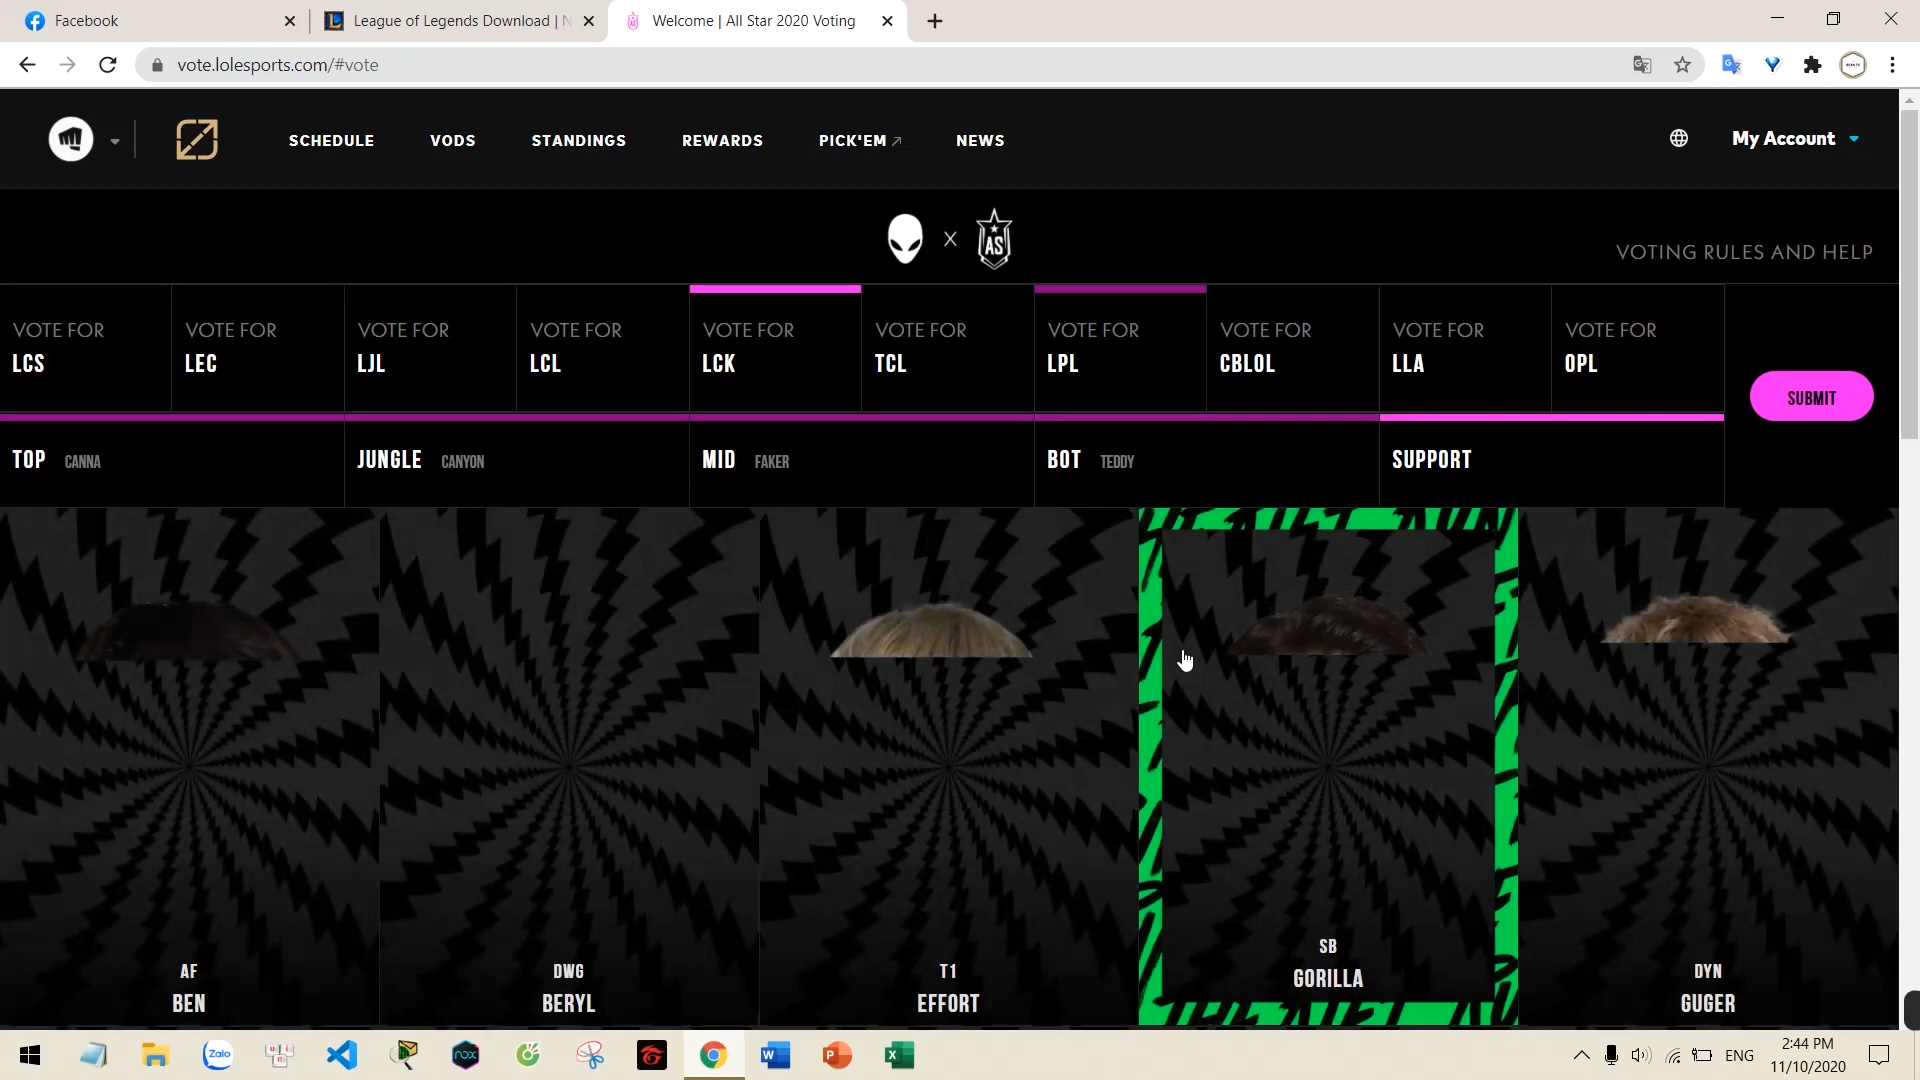 Facebook
League of Legends Download | N
Welcome | All Star 2020 Voting
vote.lolesports.com/#vote
SCHEDULE
VODS
STANDINGS
REWARDS
PICK'EM
NEWS
My Account
X
AS
VOTING RULES AND HELP
VOTE FOR
LCS
VOTE FOR
LEC
VOTE FOR
LJL
VOTE FOR
LCL
VOTE FOR
LCK
VOTE FOR
TCL
VOTE FOR
LPL
VOTE FOR
CBLOL
VOTE FOR
LLA
VOTE FOR
OPL
SUBMIT
TOP CANNA
JUNGLE CANYON
MID FAKER
BOT TEDDY
SUPPORT
AF
BEN
DWG
BERYL
T1
EFFORT
SB
GORILLA
DYN
GUGER
Zalo
nox
W
P
X
ENG
2:44 PM
11/10/2020